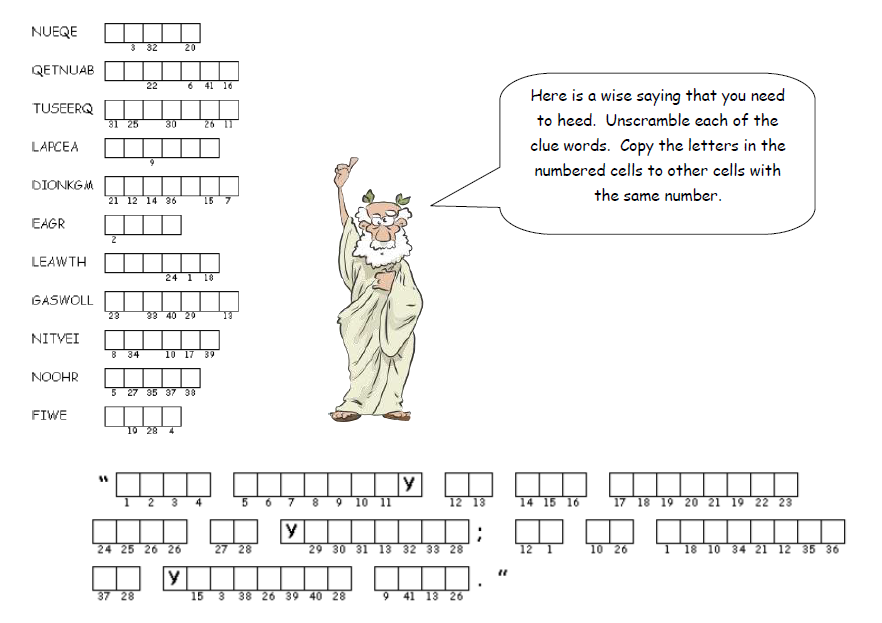 NUEQE
3 32 20
QETNUAB
22 6 41 16
TUSEERQ
31 25 30 26 11
LAPCEA
9
DIONKGM
21 12 14 36 15 7
EAGR
2
LEAWTH
24 1 18
GASWOLL
23 33 40 29 13
NITVEI
8 34 10 17 39
NOOHR
5 27 35 37 38
FIWE
19 28 4
Here is a wise saying that you need
to heed. Unscramble each of the
clue words. Copy the letters in the
numbered cells to other cells with
the same number.
“ Y
1 2 3 4 5 6 7 8 9 10 11 12 13 14 15 16 17 18 19 20 21 19 22 23
Y ;
24 25 26 26 27 28 29 30 31 13 32 33 28 12 1 10 26 1 18 10 34 21 12 35 36
Y . “
37 28 15 3 38 26 39 40 28 9 41 13 26